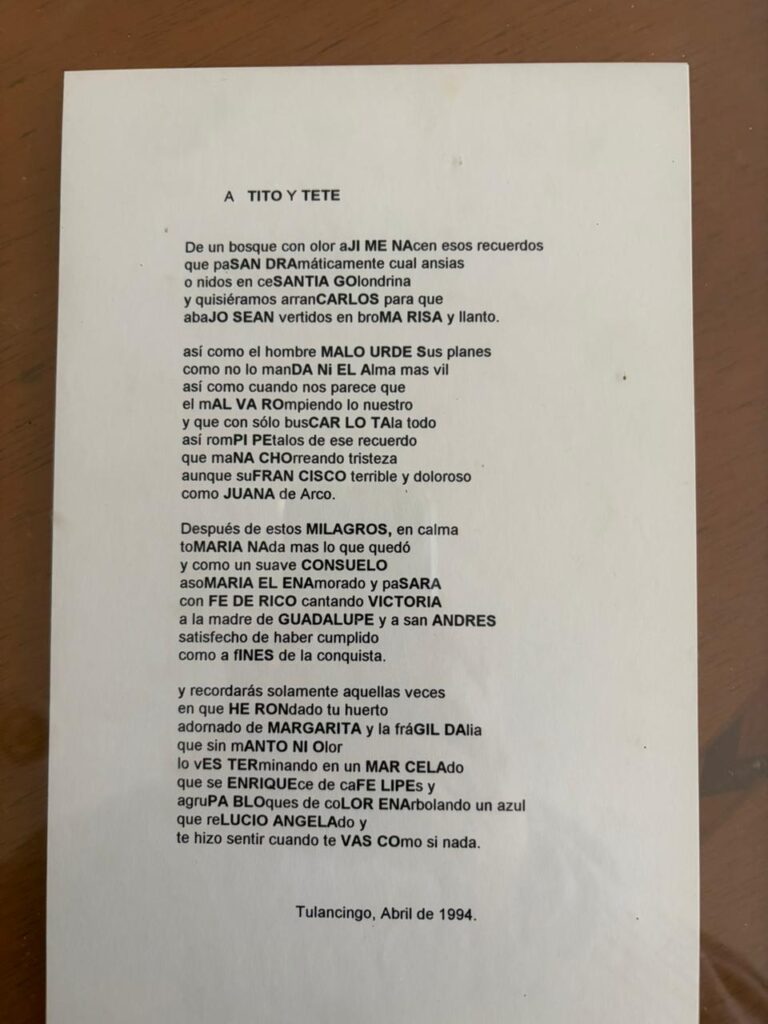 A TITO Y TETE
De un bosque con olor aJI ME NAcen esos recuerdos
que paSAN DRAmáticamente cual ansias
o nidos en ceSANTIA GOlondrina
y quisiéramos arranCARLOS para que
abaJO SEAN vertidos en broMA RISA y llanto.
así como el hombre MALO URDE Sus planes
como no lo manDA Ni EL Alma mas vil
así como cuando nos parece que
el mAL VA ROmpiendo lo nuestro
y que con sólo busCAR LO TAla todo
así romPI PEtalos de ese recuerdo
que maNA CHOrreando tristeza
aunque suFRAN CISCO terrible y doloroso
como JUANA de Arco.
Después de estos MILAGROS, en calma
toMARIA NAda mas lo que quedó
y como un suave CONSUELO
asoMARIA EL ENAmorado y paSARA
con FE DE RICO cantando VICTORIA
a la madre de GUADALUPE y a san ANDRES
satisfecho de haber cumplido
como a fINES de la conquista.
y recordarás solamente aquellas veces
en que HE RONdado tu huerto
adornado de MARGARITA y la fráGIL DAlia
que sin mANTO NI Olor
lo vES TERminando en un MAR CELAdo
que se ENRIQUEce de caFE LIPEs y
agruPA BLOques de coLOR ENArbolando un azul
que reLUCIO ANGELAdo y
te hizo sentir cuando te VAS COmo si nada.
Tulancingo, Abril de 1994.